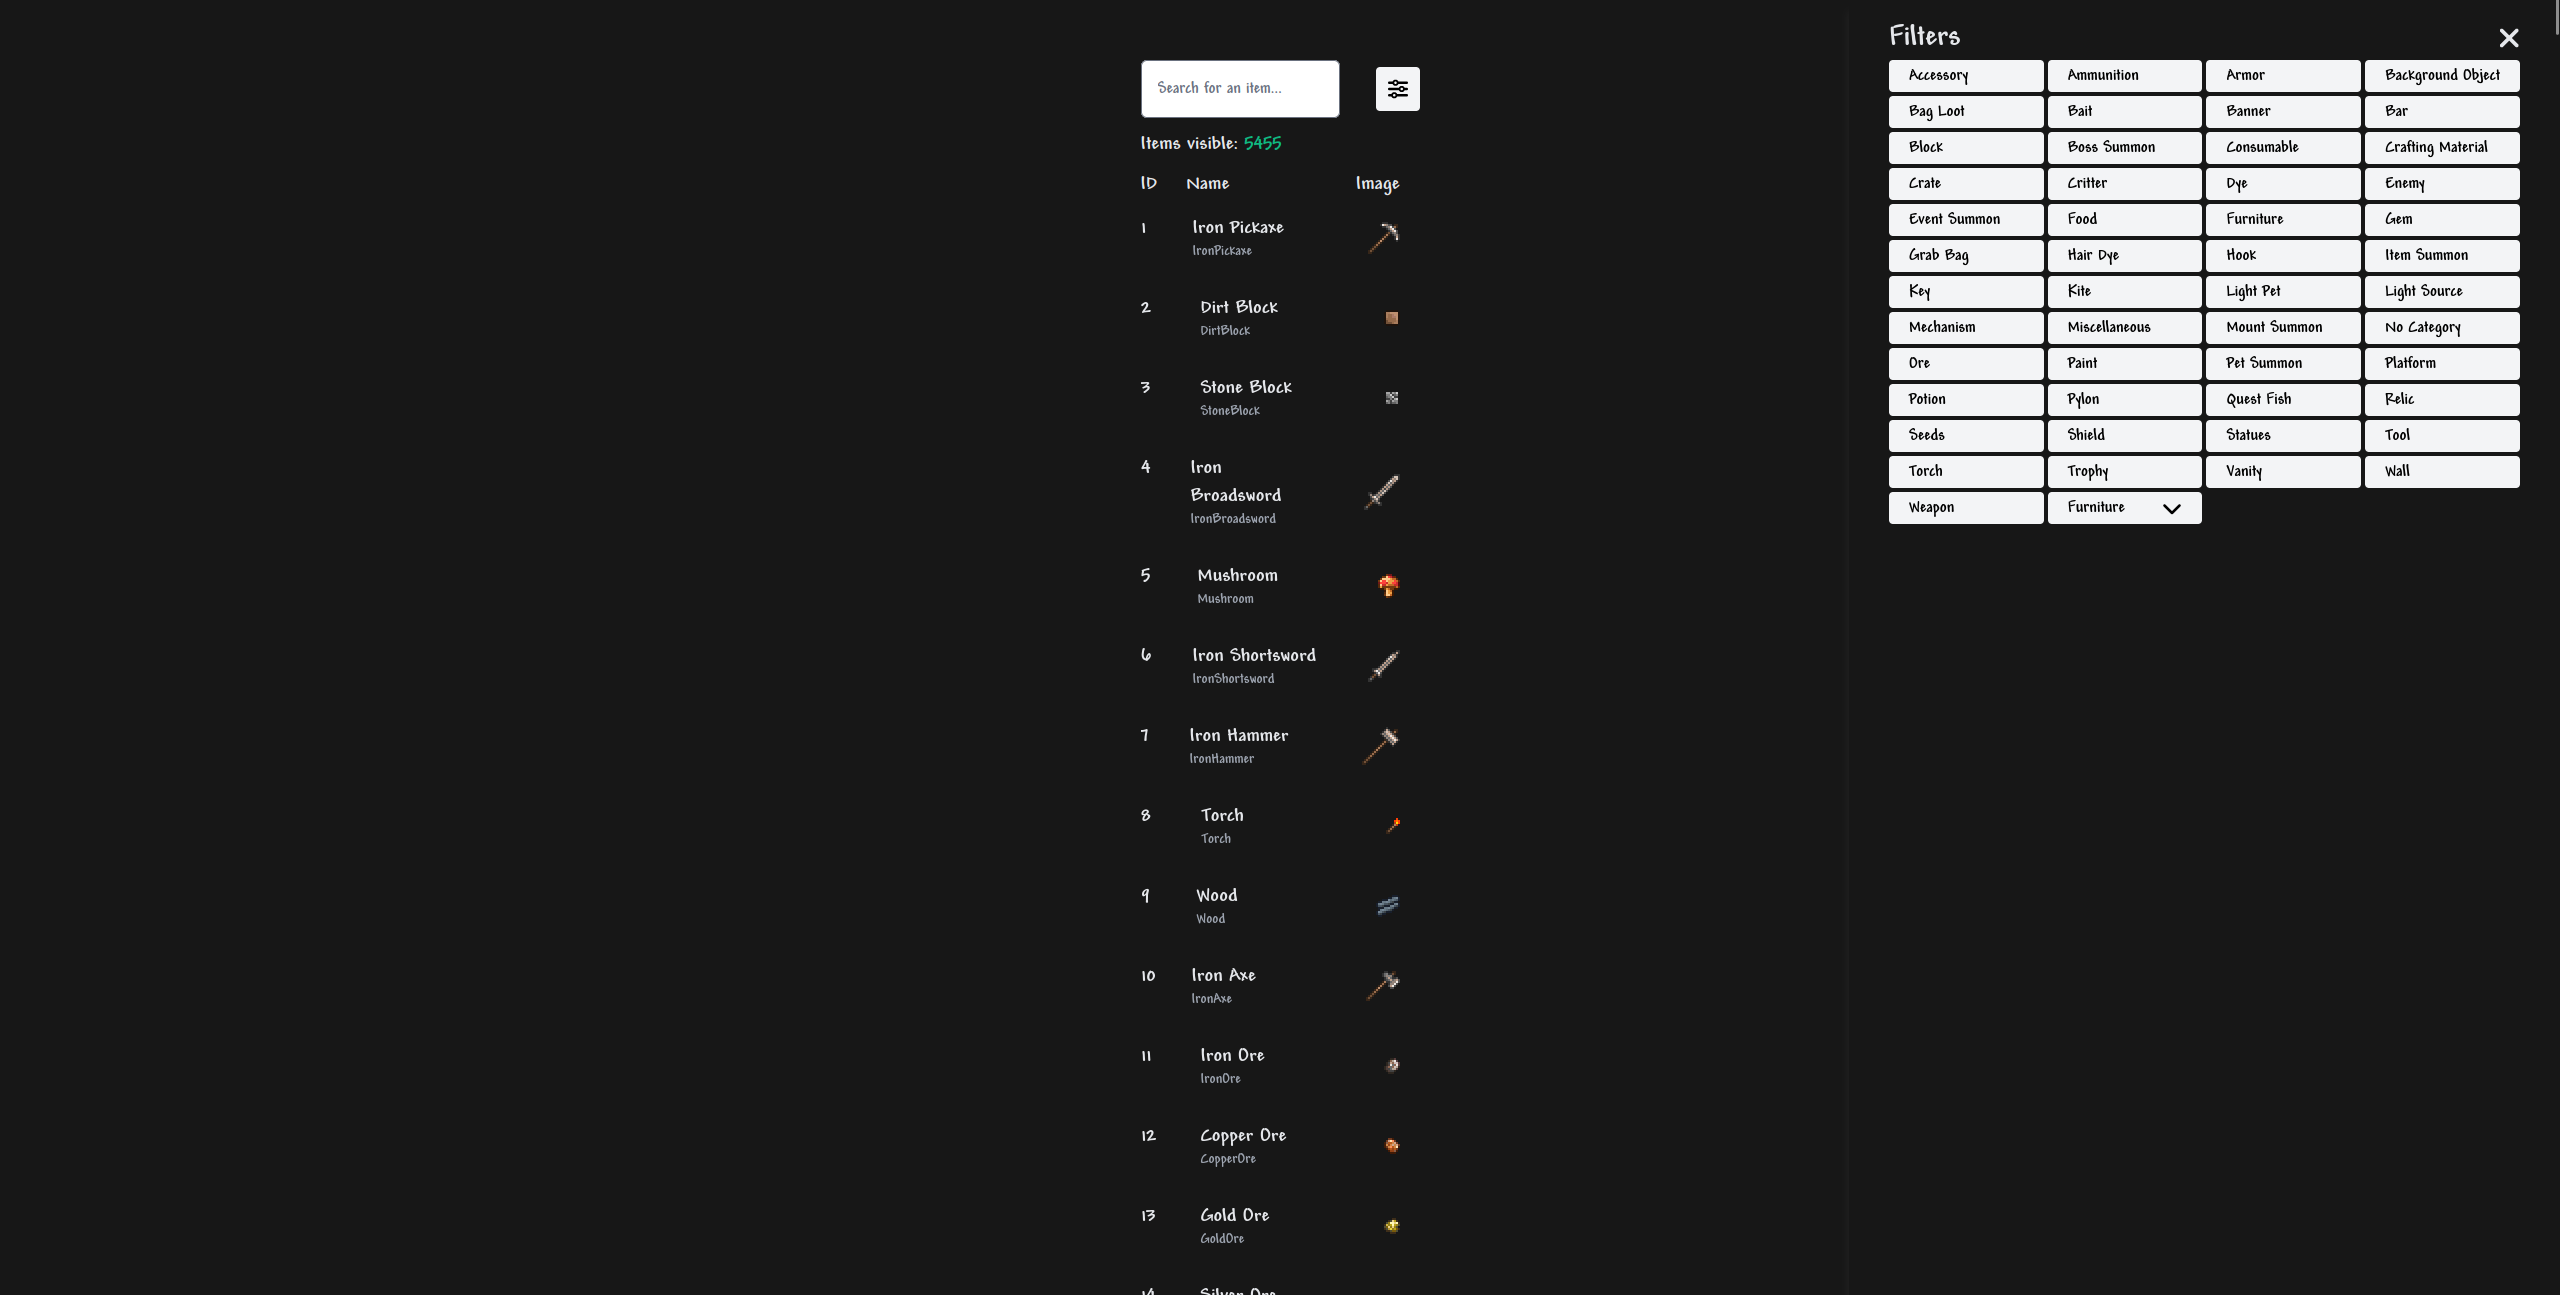 Search for an item...
Items visible: 5455
ID Name Image
1 Iron Pickaxe
IronPickaxe
2 Dirt Block
DirtBlock
3 Stone Block
StoneBlock
4 Iron
Broadsword
IronBroadsword
5 Mushroom
Mushroom
6 Iron Shortsword
IronShortsword
7 Iron Hammer
IronHammer
8 Torch
Torch
9 Wood
Wood
10 Iron Axe
IronAxe
11 Iron Ore
IronOre
12 Copper Ore
CopperOre
13 Gold Ore
GoldOre
14 Silver Ore
Filters
Accessory Ammunition Armor Background Object
Bag Loot Bait Banner Bar
Block Boss Summon Consumable Crafting Material
Crate Critter Dye Enemy
Event Summon Food Furniture Gem
Grab Bag Hair Dye Hook Item Summon
Key Kite Light Pet Light Source
Mechanism Miscellaneous Mount Summon No Category
Ore Paint Pet Summon Platform
Potion Pylon Quest Fish Relic
Seeds Shield Statues Tool
Torch Trophy Vanity Wall
Weapon Furniture